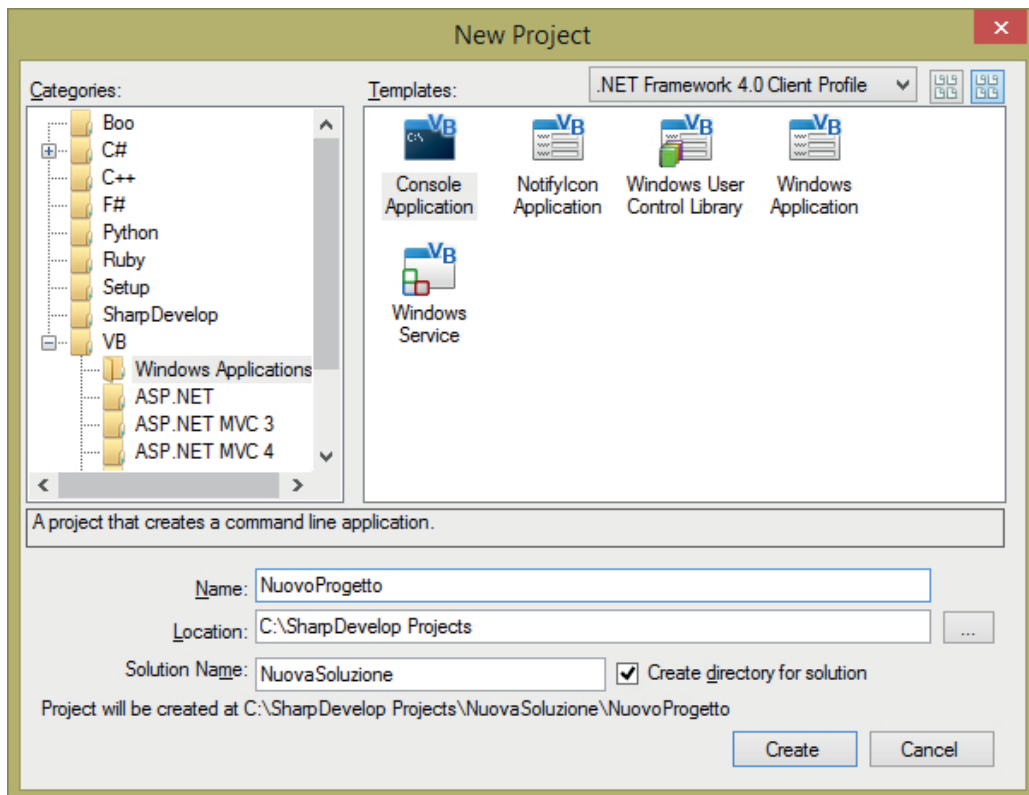 New Project
Categories:
Boo
C#
C++
F#
Python
Ruby
Setup
SharpDevelop
VB
Windows Applications
ASP.NET
ASP.NET MVC 3
ASP.NET MVC 4
Templates:
.NET Framework 4.0 Client Profile
Console
Application
NotifyIcon
Application
Windows User
Control Library
Windows
Application
Windows
Service
A project that creates a command line application.
Name: NuovoProgetto
Location: C:\SharpDevelop Projects
...
Solution Name: NuovaSoluzione
Create directory for solution
Project will be created at C:\SharpDevelop Projects\NuovaSoluzione\NuovoProgetto
Create
Cancel